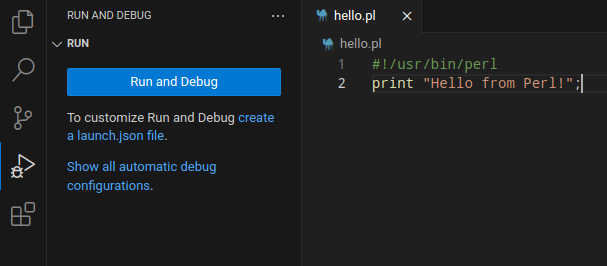 RUN AND DEBUG
RUN
Run and Debug
To customize Run and Debug create
a launch.json file.
Show all automatic debug
configurations.
hello.pl
hello.pl
1 #!/usr/bin/perl
2 print "Hello from Perl!";